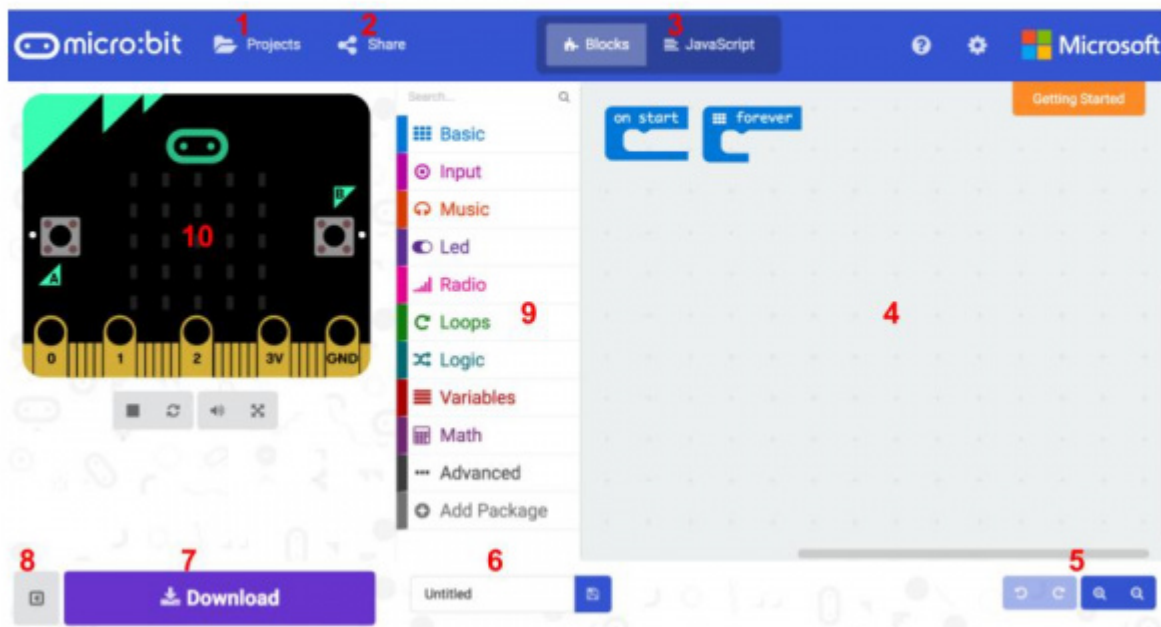 1 2 3
micro:bit Projects Share Blocks JavaScript Microsoft
Search...
Getting Started
on start forever
Basic
Input
Music
Led
Radio
Loops
Logic
Variables
Math
Advanced
Add Package
B
10
A
0 1 2 3V GND
9
4
8 7 6 5
Download Untitled